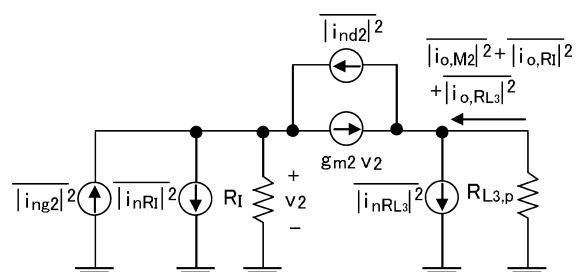 |i_nd2|²
|i_o,M2|² + |i_o,RI|²
+ |i_o,RL3|²
g_m2 v2
|i_ng2|²
|i_nRI|²
R_I
+
v2
−
|i_nRL3|²
R_L3,p